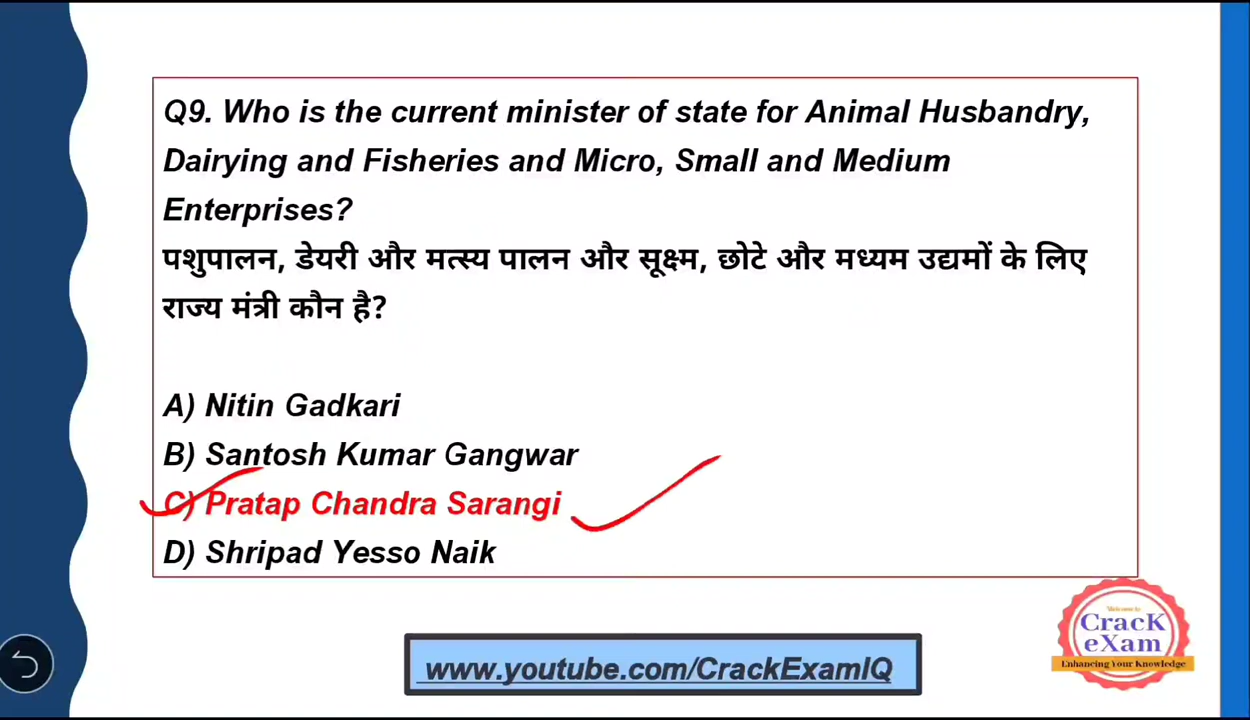 Q9. Who is the current minister of state for Animal Husbandry,
Dairying and Fisheries and Micro, Small and Medium
Enterprises?
पशुपालन, डेयरी और मत्स्य पालन और सूक्ष्म, छोटे और मध्यम उद्यमों के लिए
राज्य मंत्री कौन है?
A) Nitin Gadkari
B) Santosh Kumar Gangwar
C) Pratap Chandra Sarangi
D) Shripad Yesso Naik
Welcome to
CracK
eXam
Enhancing Your Knowledge
www.youtube.com/CrackExamIQ